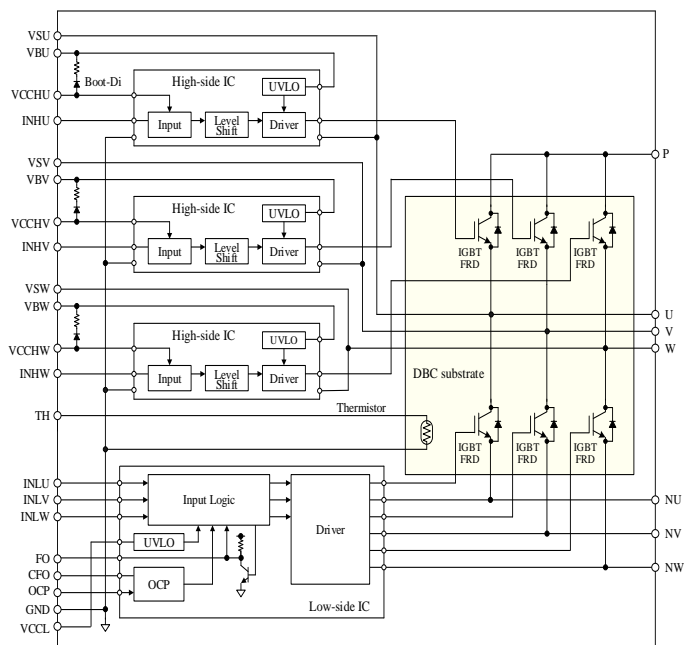 VSU
VBU
Boot-Di
VCCHU
INHU
High-side IC
UVLO
Input
Level
Shift
Driver
VSV
VBV
VCCHV
INHV
High-side IC
UVLO
Input
Level
Shift
Driver
VSW
VBW
VCCHW
INHW
High-side IC
UVLO
Input
Level
Shift
Driver
P
IGBT
FRD
IGBT
FRD
IGBT
FRD
U
V
W
DBC substrate
TH
Thermistor
IGBT
FRD
IGBT
FRD
IGBT
FRD
INLU
INLV
INLW
Input Logic
Driver
UVLO
FO
CFO
OCP
OCP
GND
VCCL
Low-side IC
NU
NV
NW